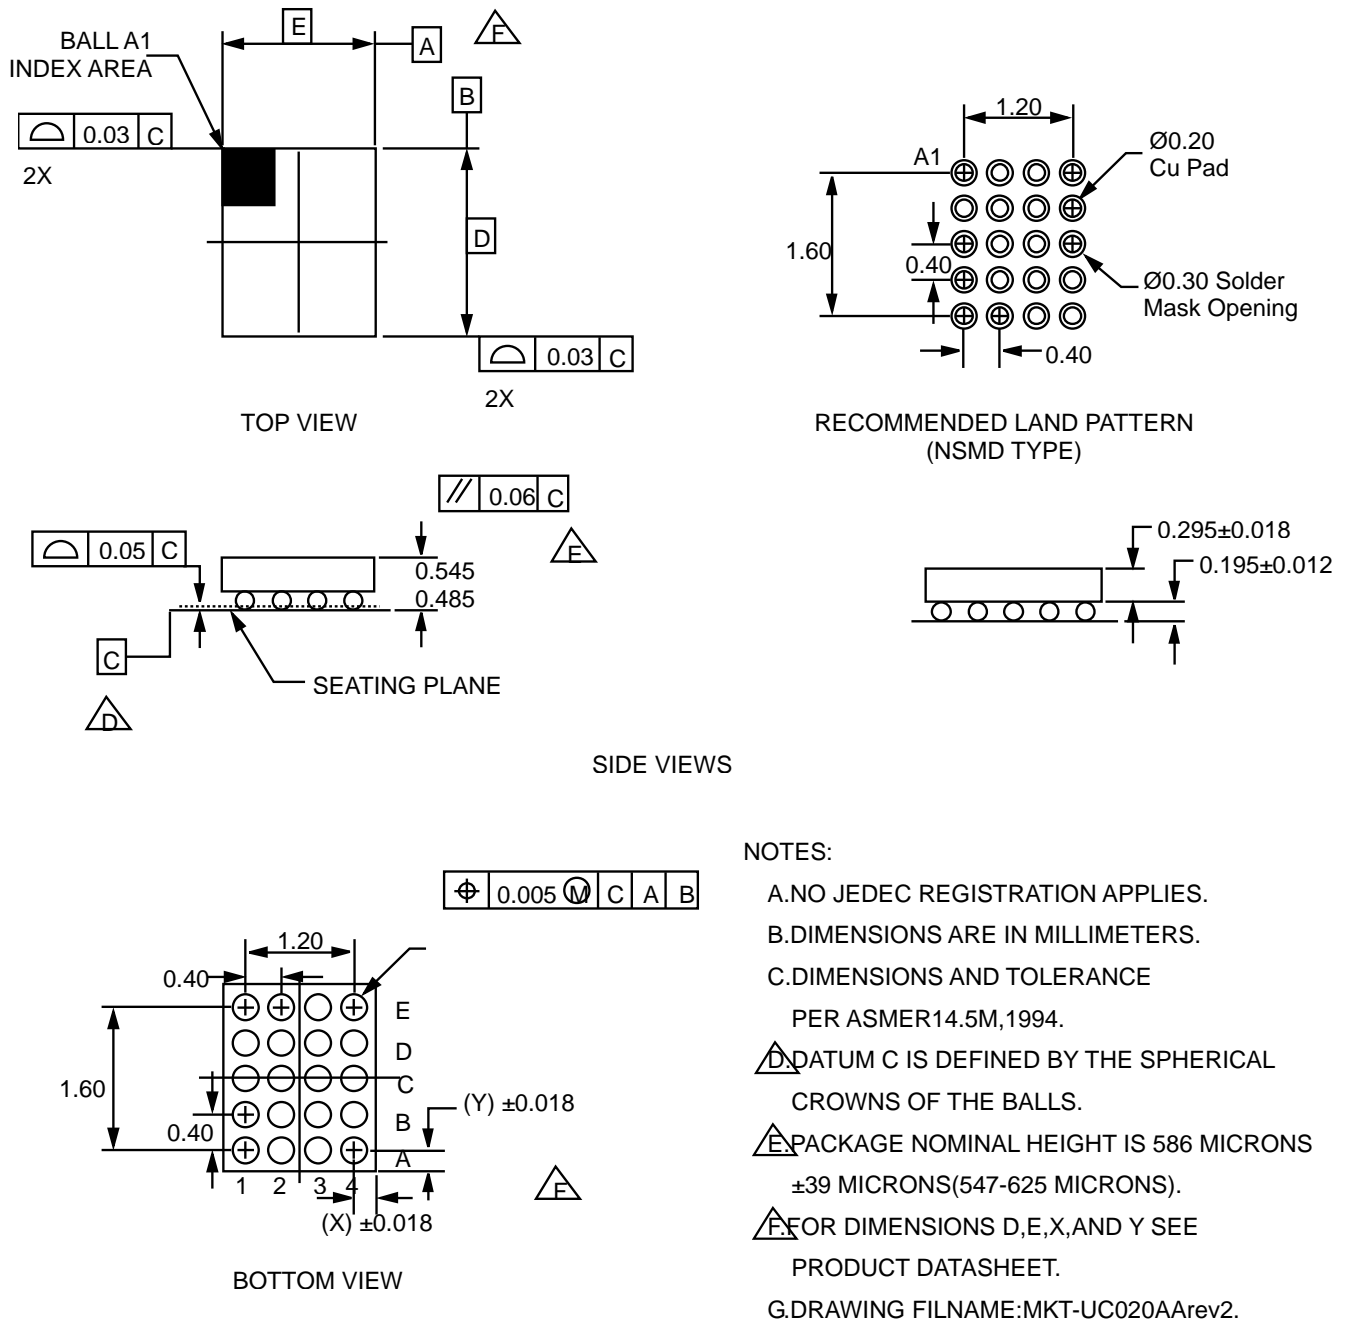 E
F
BALL A1
A
INDEX AREA
B
0.03 C
2X
D
0.03 C
2X
TOP VIEW
1.20
Ø0.20
Cu Pad
A1
1.60
0.40
Ø0.30 Solder
Mask Opening
0.40
RECOMMENDED LAND PATTERN
(NSMD TYPE)
// 0.06 C
E
0.05 C
0.545
0.485
C
SEATING PLANE
D
0.295±0.018
0.195±0.012
SIDE VIEWS
0.005 Ⓜ C A B
1.20
0.40
E
D
C
B
A
1.60
0.40
(Y) ±0.018
1 2 3 4
F
(X) ±0.018
BOTTOM VIEW
NOTES:
A.NO JEDEC REGISTRATION APPLIES.
B.DIMENSIONS ARE IN MILLIMETERS.
C.DIMENSIONS AND TOLERANCE
PER ASMER14.5M,1994.
D.DATUM C IS DEFINED BY THE SPHERICAL
CROWNS OF THE BALLS.
E.PACKAGE NOMINAL HEIGHT IS 586 MICRONS
±39 MICRONS(547-625 MICRONS).
F.FOR DIMENSIONS D,E,X,AND Y SEE
PRODUCT DATASHEET.
G.DRAWING FILNAME:MKT-UC020AArev2.